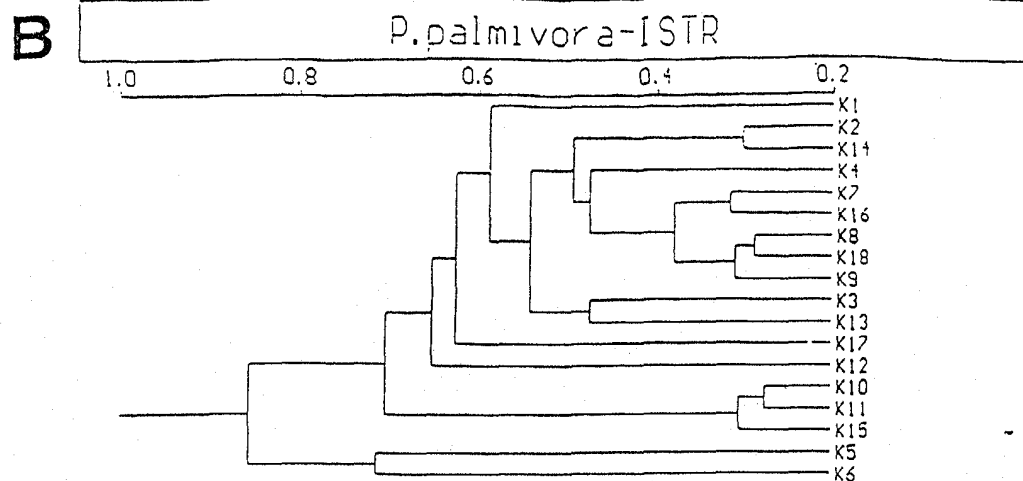 B
P.palmivora-ISTR
1.0 0.8 0.6 0.4 0.2
K1
K2
K14
K4
K7
K16
K8
K18
K9
K3
K13
K17
K12
K10
K11
K15
K5
K6